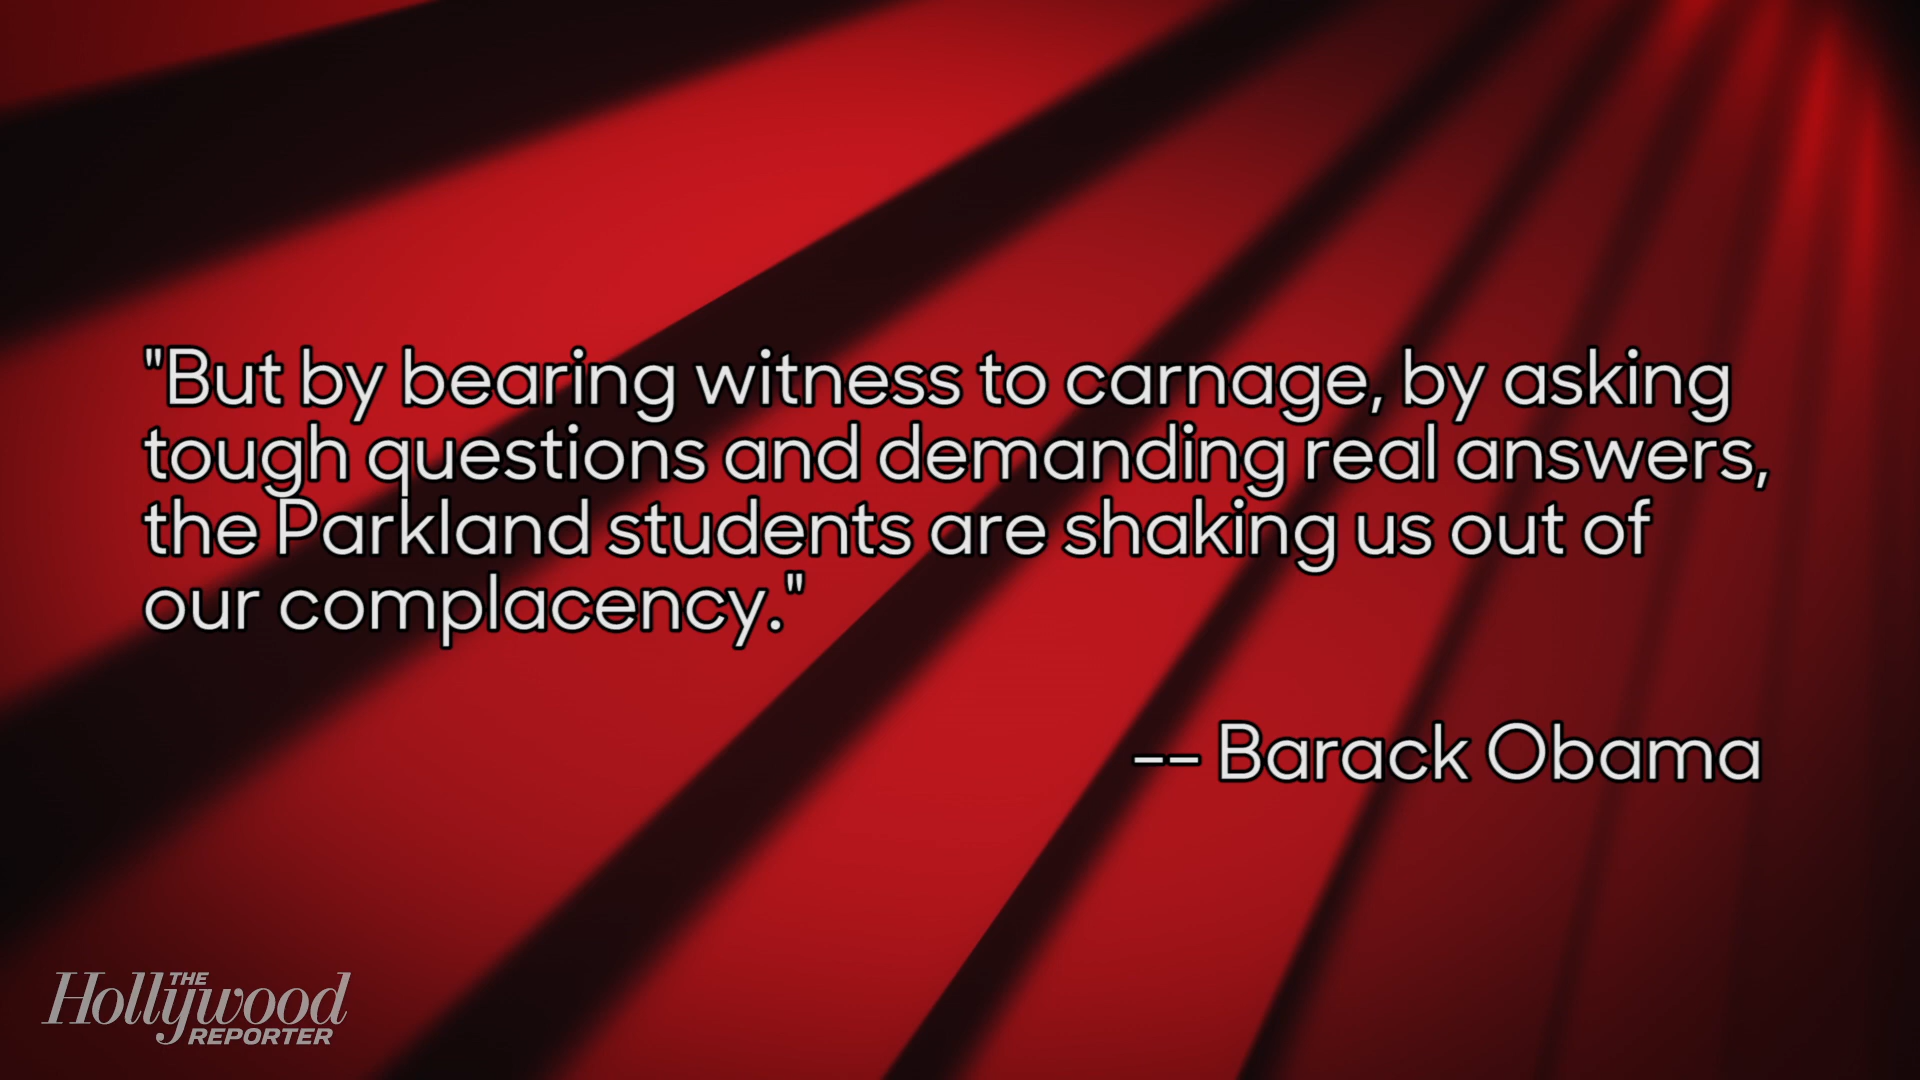 "But by bearing witness to carnage, by asking
tough questions and demanding real answers,
the Parkland students are shaking us out of
our complacency."
-- Barack Obama
THE
Hollywood
REPORTER